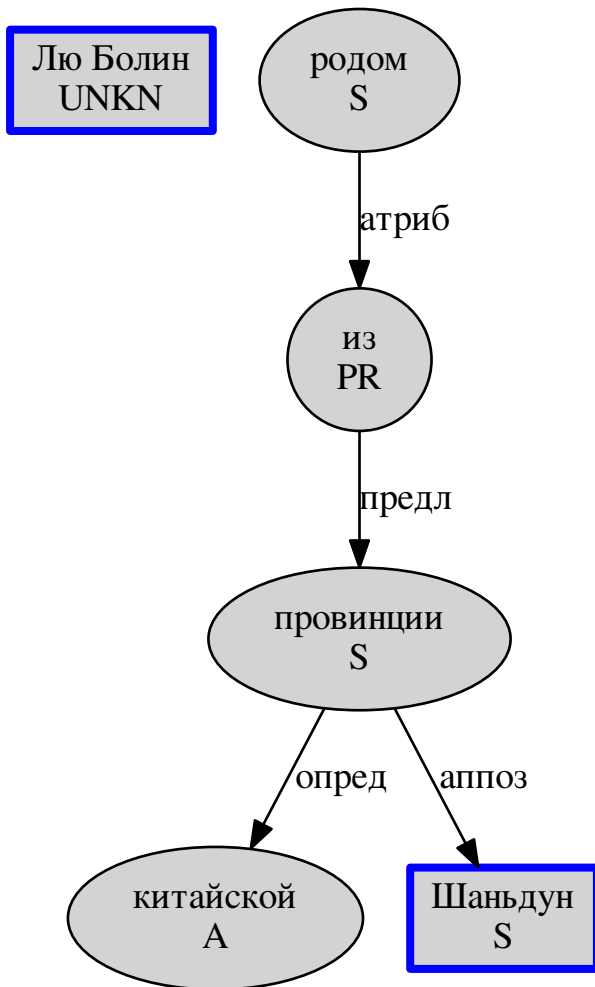 Лю Болин
UNKN
родом
S
атриб
из
PR
предл
провинции
S
опред
аппоз
китайской
A
Шаньдун
S